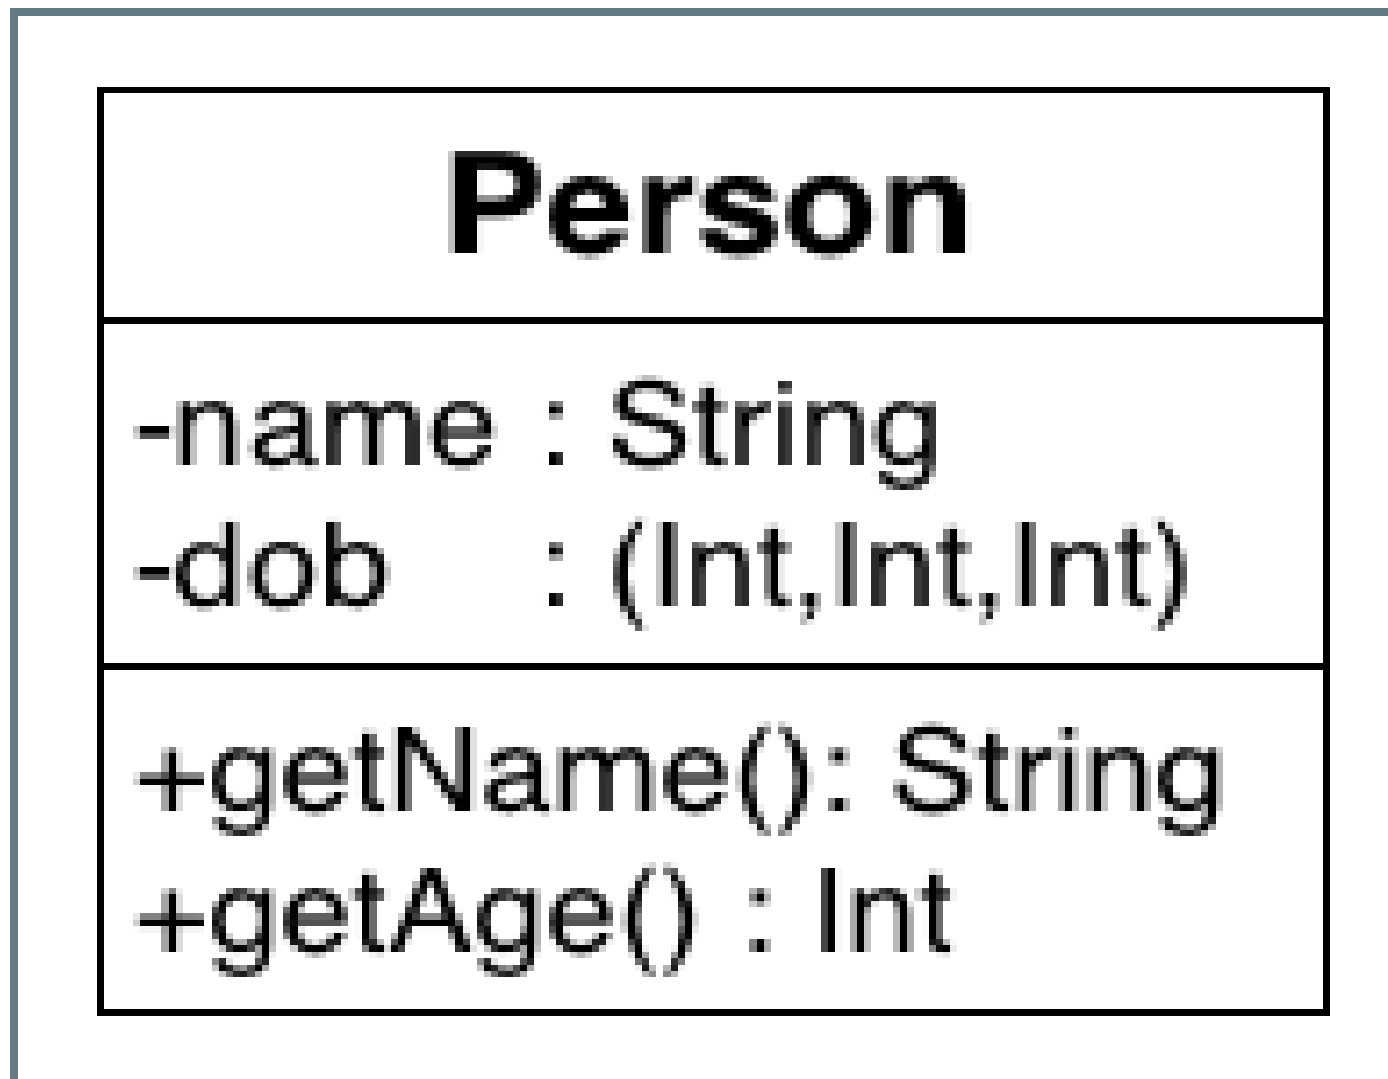 Person
-name : String
-dob : (Int,Int,Int)
+getName(): String
+getAge() : Int